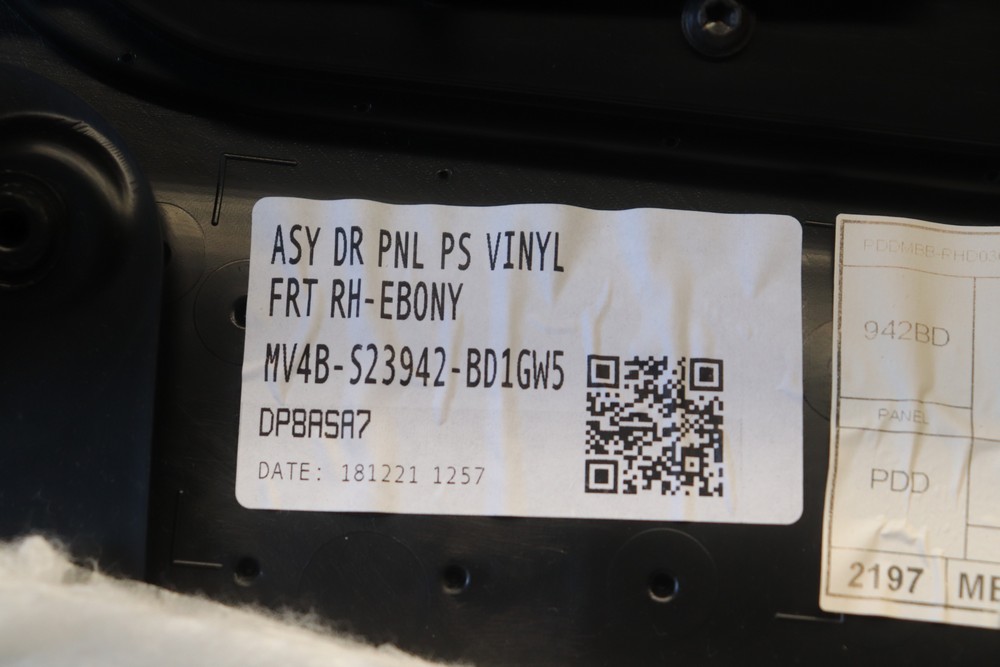 ASY DR PNL PS VINYL
FRT RH-EBONY
MV4B-S23942-BD1GW5
DP8ASA7
DATE: 181221 1257
942BD
PANEL
PDD
2197